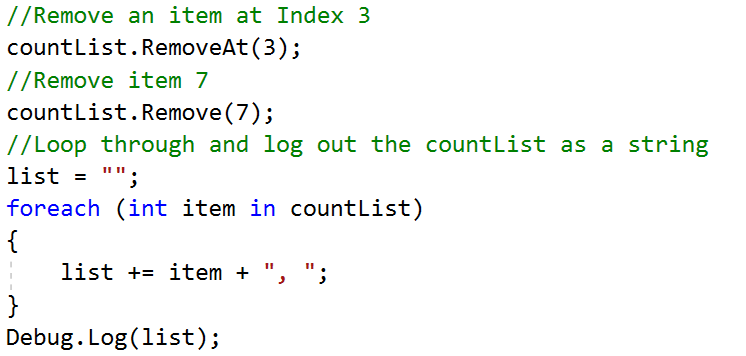 //Remove an item at Index 3
countList.RemoveAt(3);
//Remove item 7
countList.Remove(7);
//Loop through and log out the countList as a string
list = "";
foreach (int item in countList)
{
    list += item + ", ";
}
Debug.Log(list);